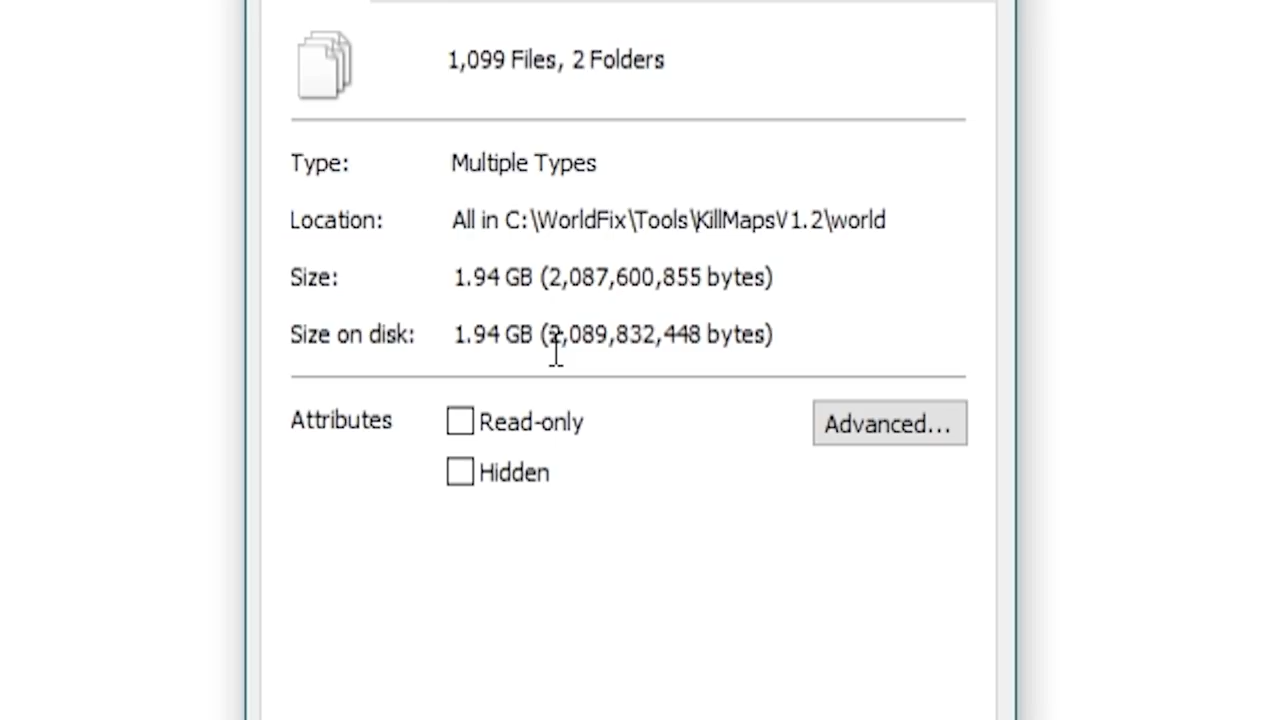 1,099 Files, 2 Folders
Type: Multiple Types
Location: All in C:\WorldFix\Tools\KillMapsV1.2\world
Size: 1.94 GB (2,087,600,855 bytes)
Size on disk: 1.94 GB (2,089,832,448 bytes)
Attributes Read-only Advanced...
Hidden